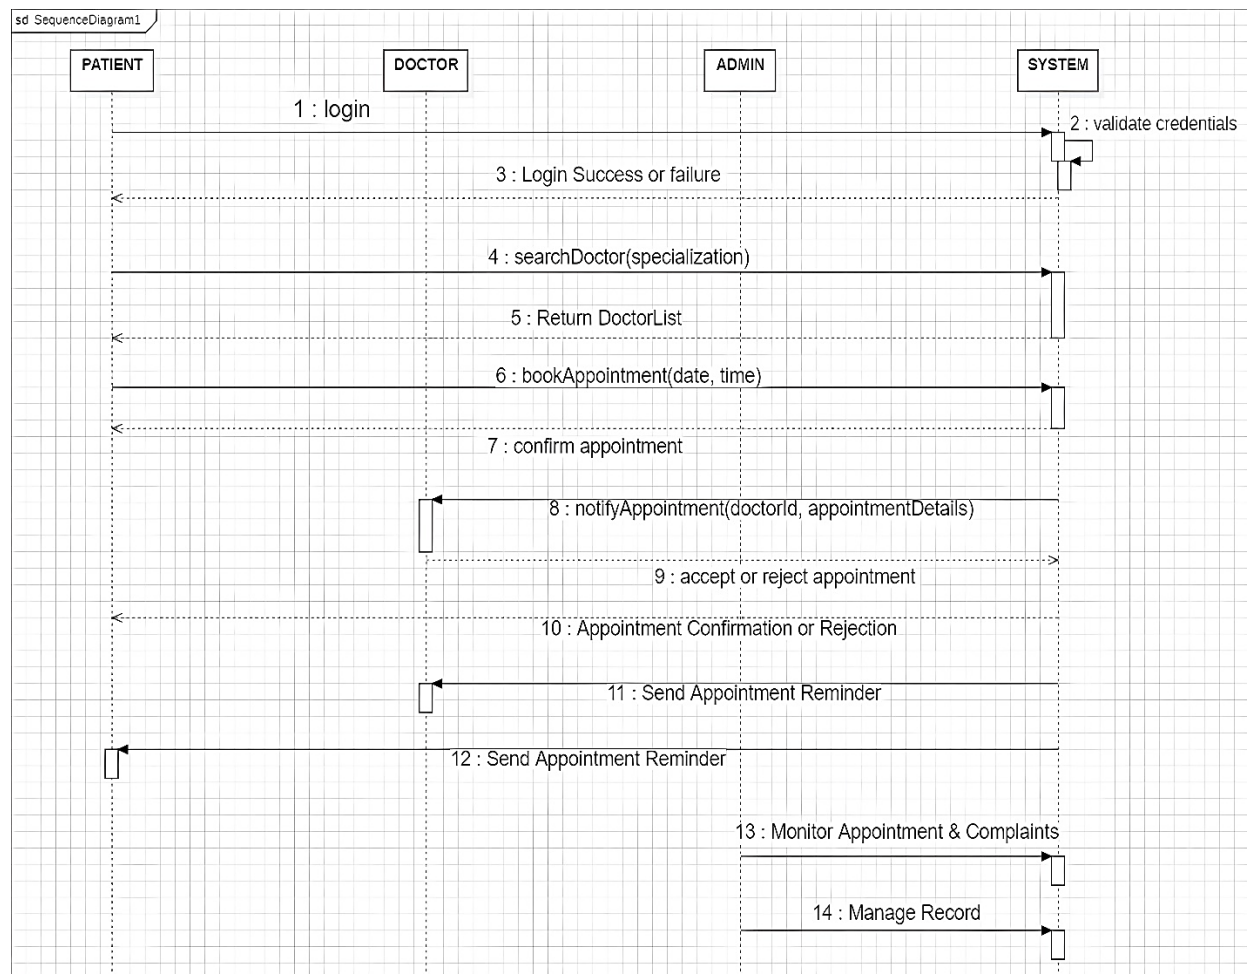 sd SequenceDiagram1
PATIENT
DOCTOR
ADMIN
SYSTEM
1 : login
2 : validate credentials
3 : Login Success or failure
4 : searchDoctor(specialization)
5 : Return DoctorList
6 : bookAppointment(date, time)
7 : confirm appointment
8 : notifyAppointment(doctorId, appointmentDetails)
9 : accept or reject appointment
10 : Appointment Confirmation or Rejection
11 : Send Appointment Reminder
12 : Send Appointment Reminder
13 : Monitor Appointment & Complaints
14 : Manage Record